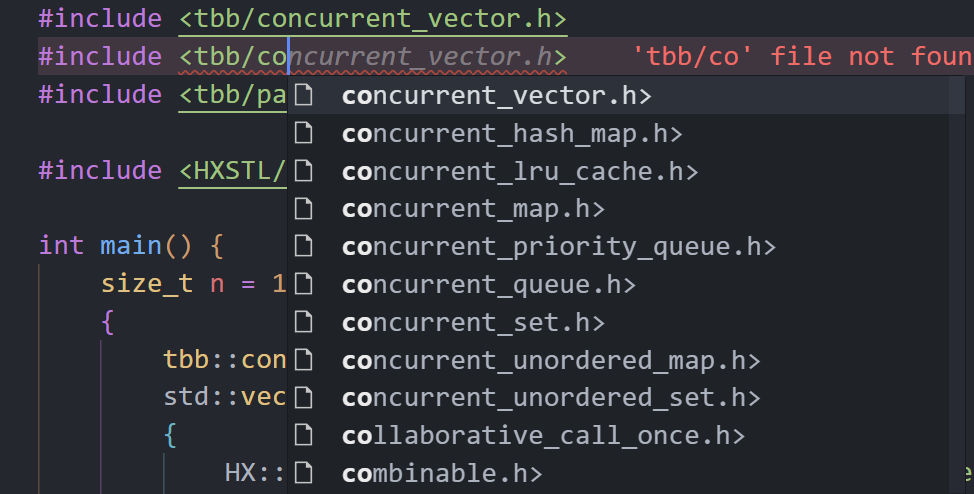 #include <tbb/concurrent_vector.h>
#include <tbb/concurrent_vector.h> 'tbb/co' file not foun
#include <tbb/pa
concurrent_vector.h>
concurrent_hash_map.h>
#include <HXSTL/
concurrent_lru_cache.h>
concurrent_map.h>
int main() {
concurrent_priority_queue.h>
size_t n = 1
concurrent_queue.h>
{
concurrent_set.h>
tbb::con
concurrent_unordered_map.h>
std::vec
concurrent_unordered_set.h>
{
collaborative_call_once.h>
HX::
combinable.h>
e